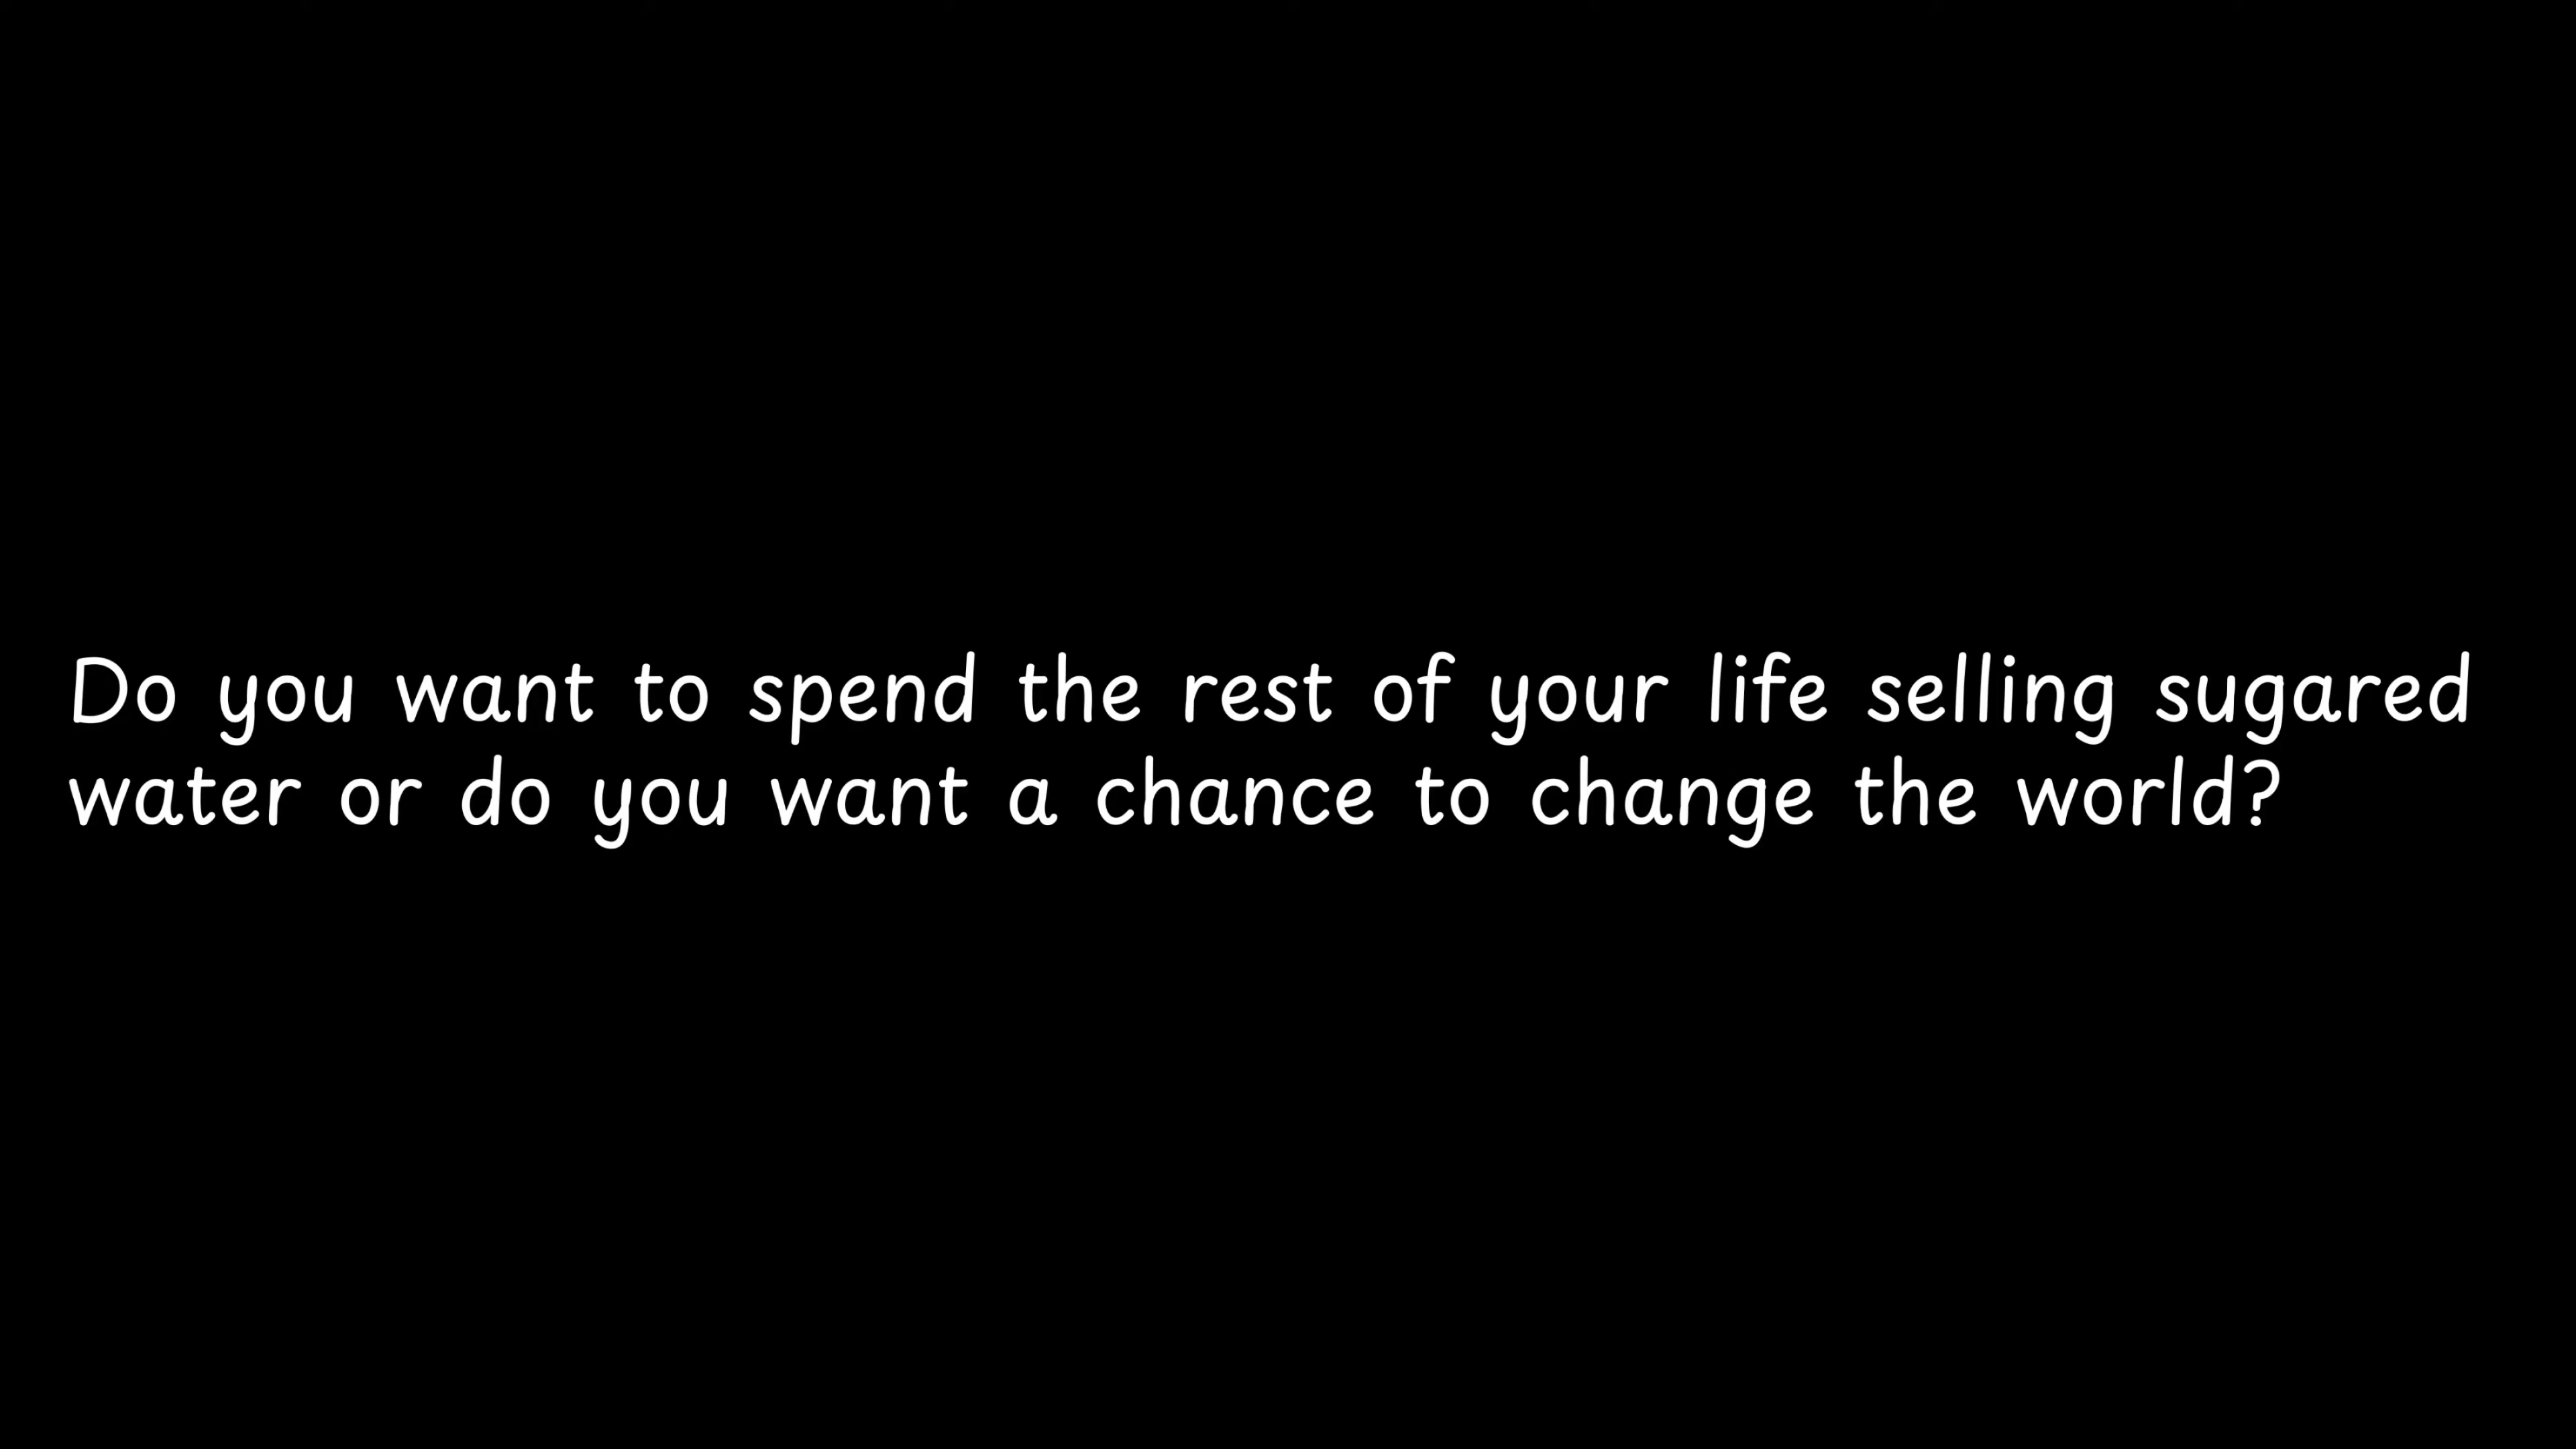 Do you want to spend the rest of your life selling sugared
water or do you want a chance to change the world?